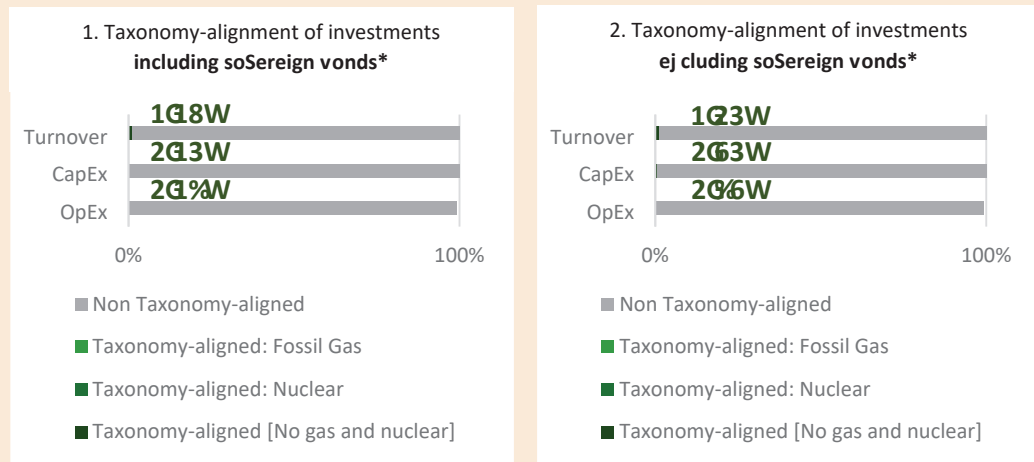 1. Taxonomy-alignment of investments
including soSereign vonds*
Turnover
CapEx
OpEx
0%
100%
Non Taxonomy-aligned
Taxonomy-aligned: Fossil Gas
Taxonomy-aligned: Nuclear
Taxonomy-aligned [No gas and nuclear]
2. Taxonomy-alignment of investments
ej cluding soSereign vonds*
Turnover
CapEx
OpEx
0%
100%
Non Taxonomy-aligned
Taxonomy-aligned: Fossil Gas
Taxonomy-aligned: Nuclear
Taxonomy-aligned [No gas and nuclear]